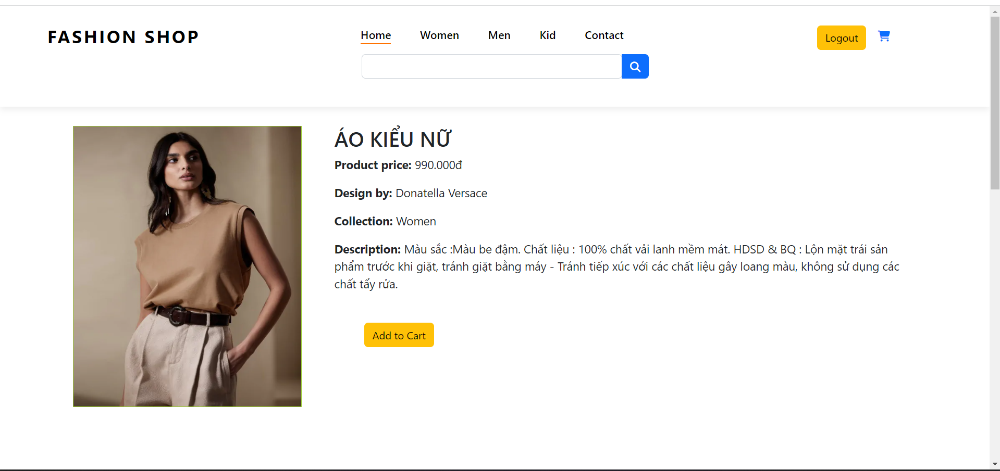 FASHION SHOP
Home Women Men Kid Contact
Logout
ÁO KIỂU NỮ
Product price: 990.000đ
Design by: Donatella Versace
Collection: Women
Description: Màu sắc :Màu be đậm. Chất liệu : 100% chất vải lanh mềm mát. HDSD & BQ : Lộn mặt trái sản
phẩm trước khi giặt, tránh giặt bằng máy - Tránh tiếp xúc với các chất liệu gây loang màu, không sử dụng các
chất tẩy rửa.
Add to Cart